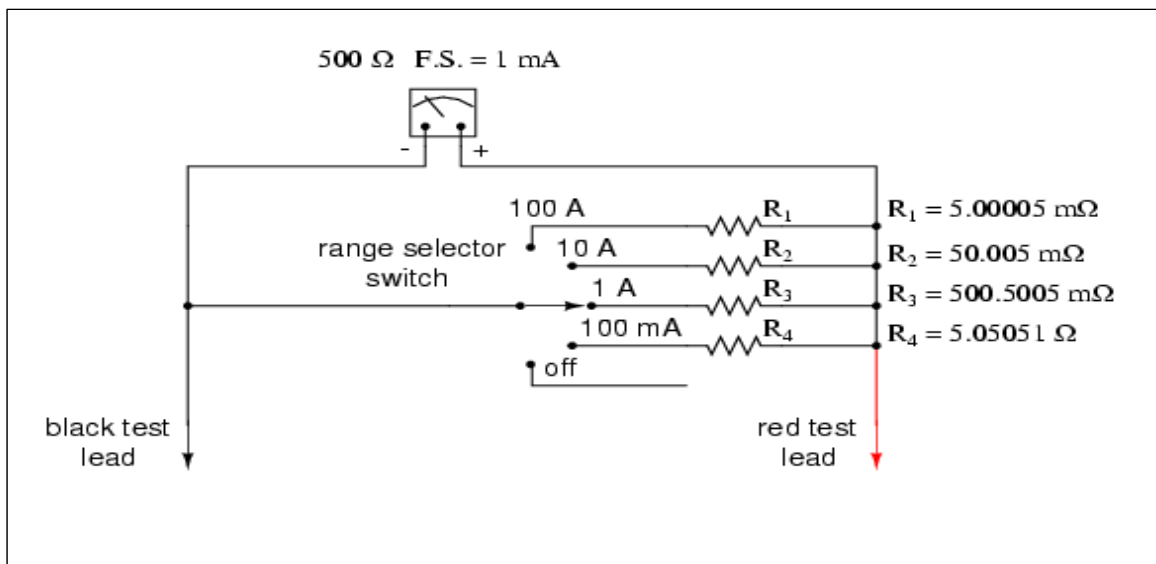 500 Ω F.S. = 1 mA
- +
100 A R₁ R₁ = 5.00005 mΩ
range selector
switch
10 A R₂ R₂ = 50.005 mΩ
1 A R₃ R₃ = 500.5005 mΩ
100 mA R₄ R₄ = 5.05051 Ω
off
black test
lead
red test
lead